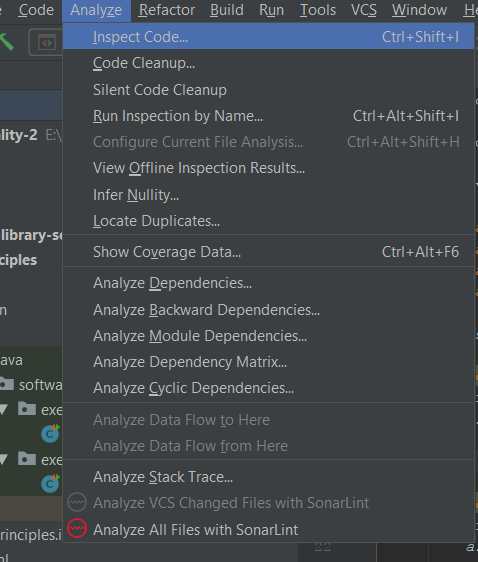 Code Analyze Refactor Build Run Tools VCS Window He
Inspect Code... Ctrl+Shift+I
Code Cleanup...
Silent Code Cleanup
ality-2 E:\
Run Inspection by Name... Ctrl+Alt+Shift+I
Configure Current File Analysis... Ctrl+Alt+Shift+H
View Offline Inspection Results...
Infer Nullity...
Locate Duplicates...
library-so
Show Coverage Data... Ctrl+Alt+F6
ciples
Analyze Dependencies...
Analyze Backward Dependencies...
Analyze Module Dependencies...
Analyze Dependency Matrix...
ava
Analyze Cyclic Dependencies...
softwa
Analyze Data Flow to Here
exe
Analyze Data Flow from Here
exe
Analyze Stack Trace...
Analyze VCS Changed Files with SonarLint
Analyze All Files with SonarLint
rinciples.i
ml